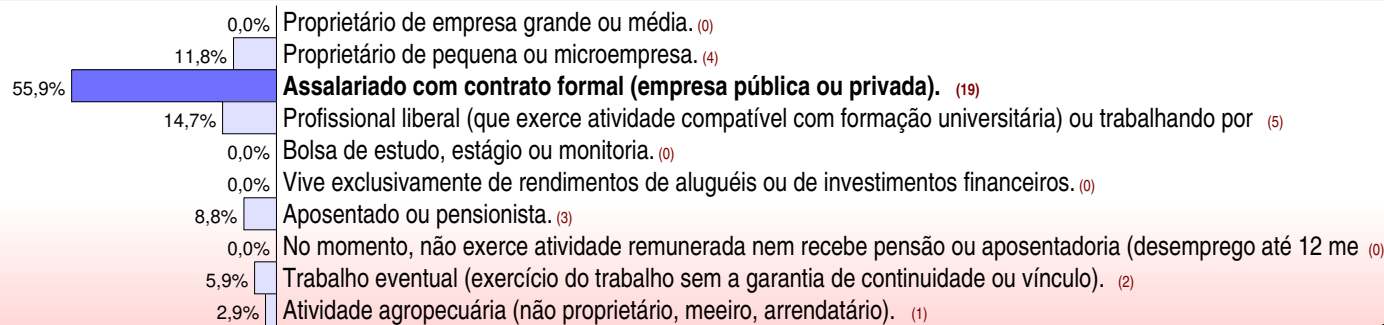 0,0% Proprietário de empresa grande ou média. (0)
11,8% Proprietário de pequena ou microempresa. (4)
55,9% Assalariado com contrato formal (empresa pública ou privada). (19)
14,7% Profissional liberal (que exerce atividade compatível com formação universitária) ou trabalhando por (5)
0,0% Bolsa de estudo, estágio ou monitoria. (0)
0,0% Vive exclusivamente de rendimentos de aluguéis ou de investimentos financeiros. (0)
8,8% Aposentado ou pensionista. (3)
0,0% No momento, não exerce atividade remunerada nem recebe pensão ou aposentadoria (desemprego até 12 me (0)
5,9% Trabalho eventual (exercício do trabalho sem a garantia de continuidade ou vínculo). (2)
2,9% Atividade agropecuária (não proprietário, meeiro, arrendatário). (1)